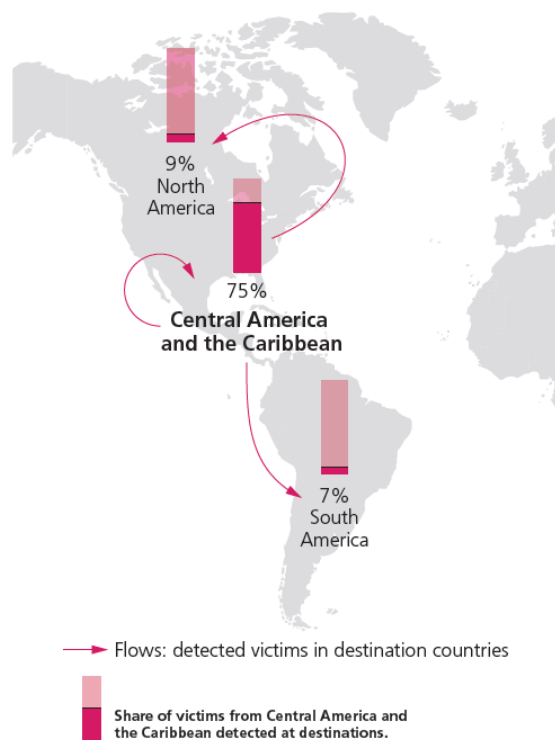 9%
North
America
75%
Central America
and the Caribbean
7%
South
America
Flows: detected victims in destination countries
Share of victims from Central America and
the Caribbean detected at destinations.